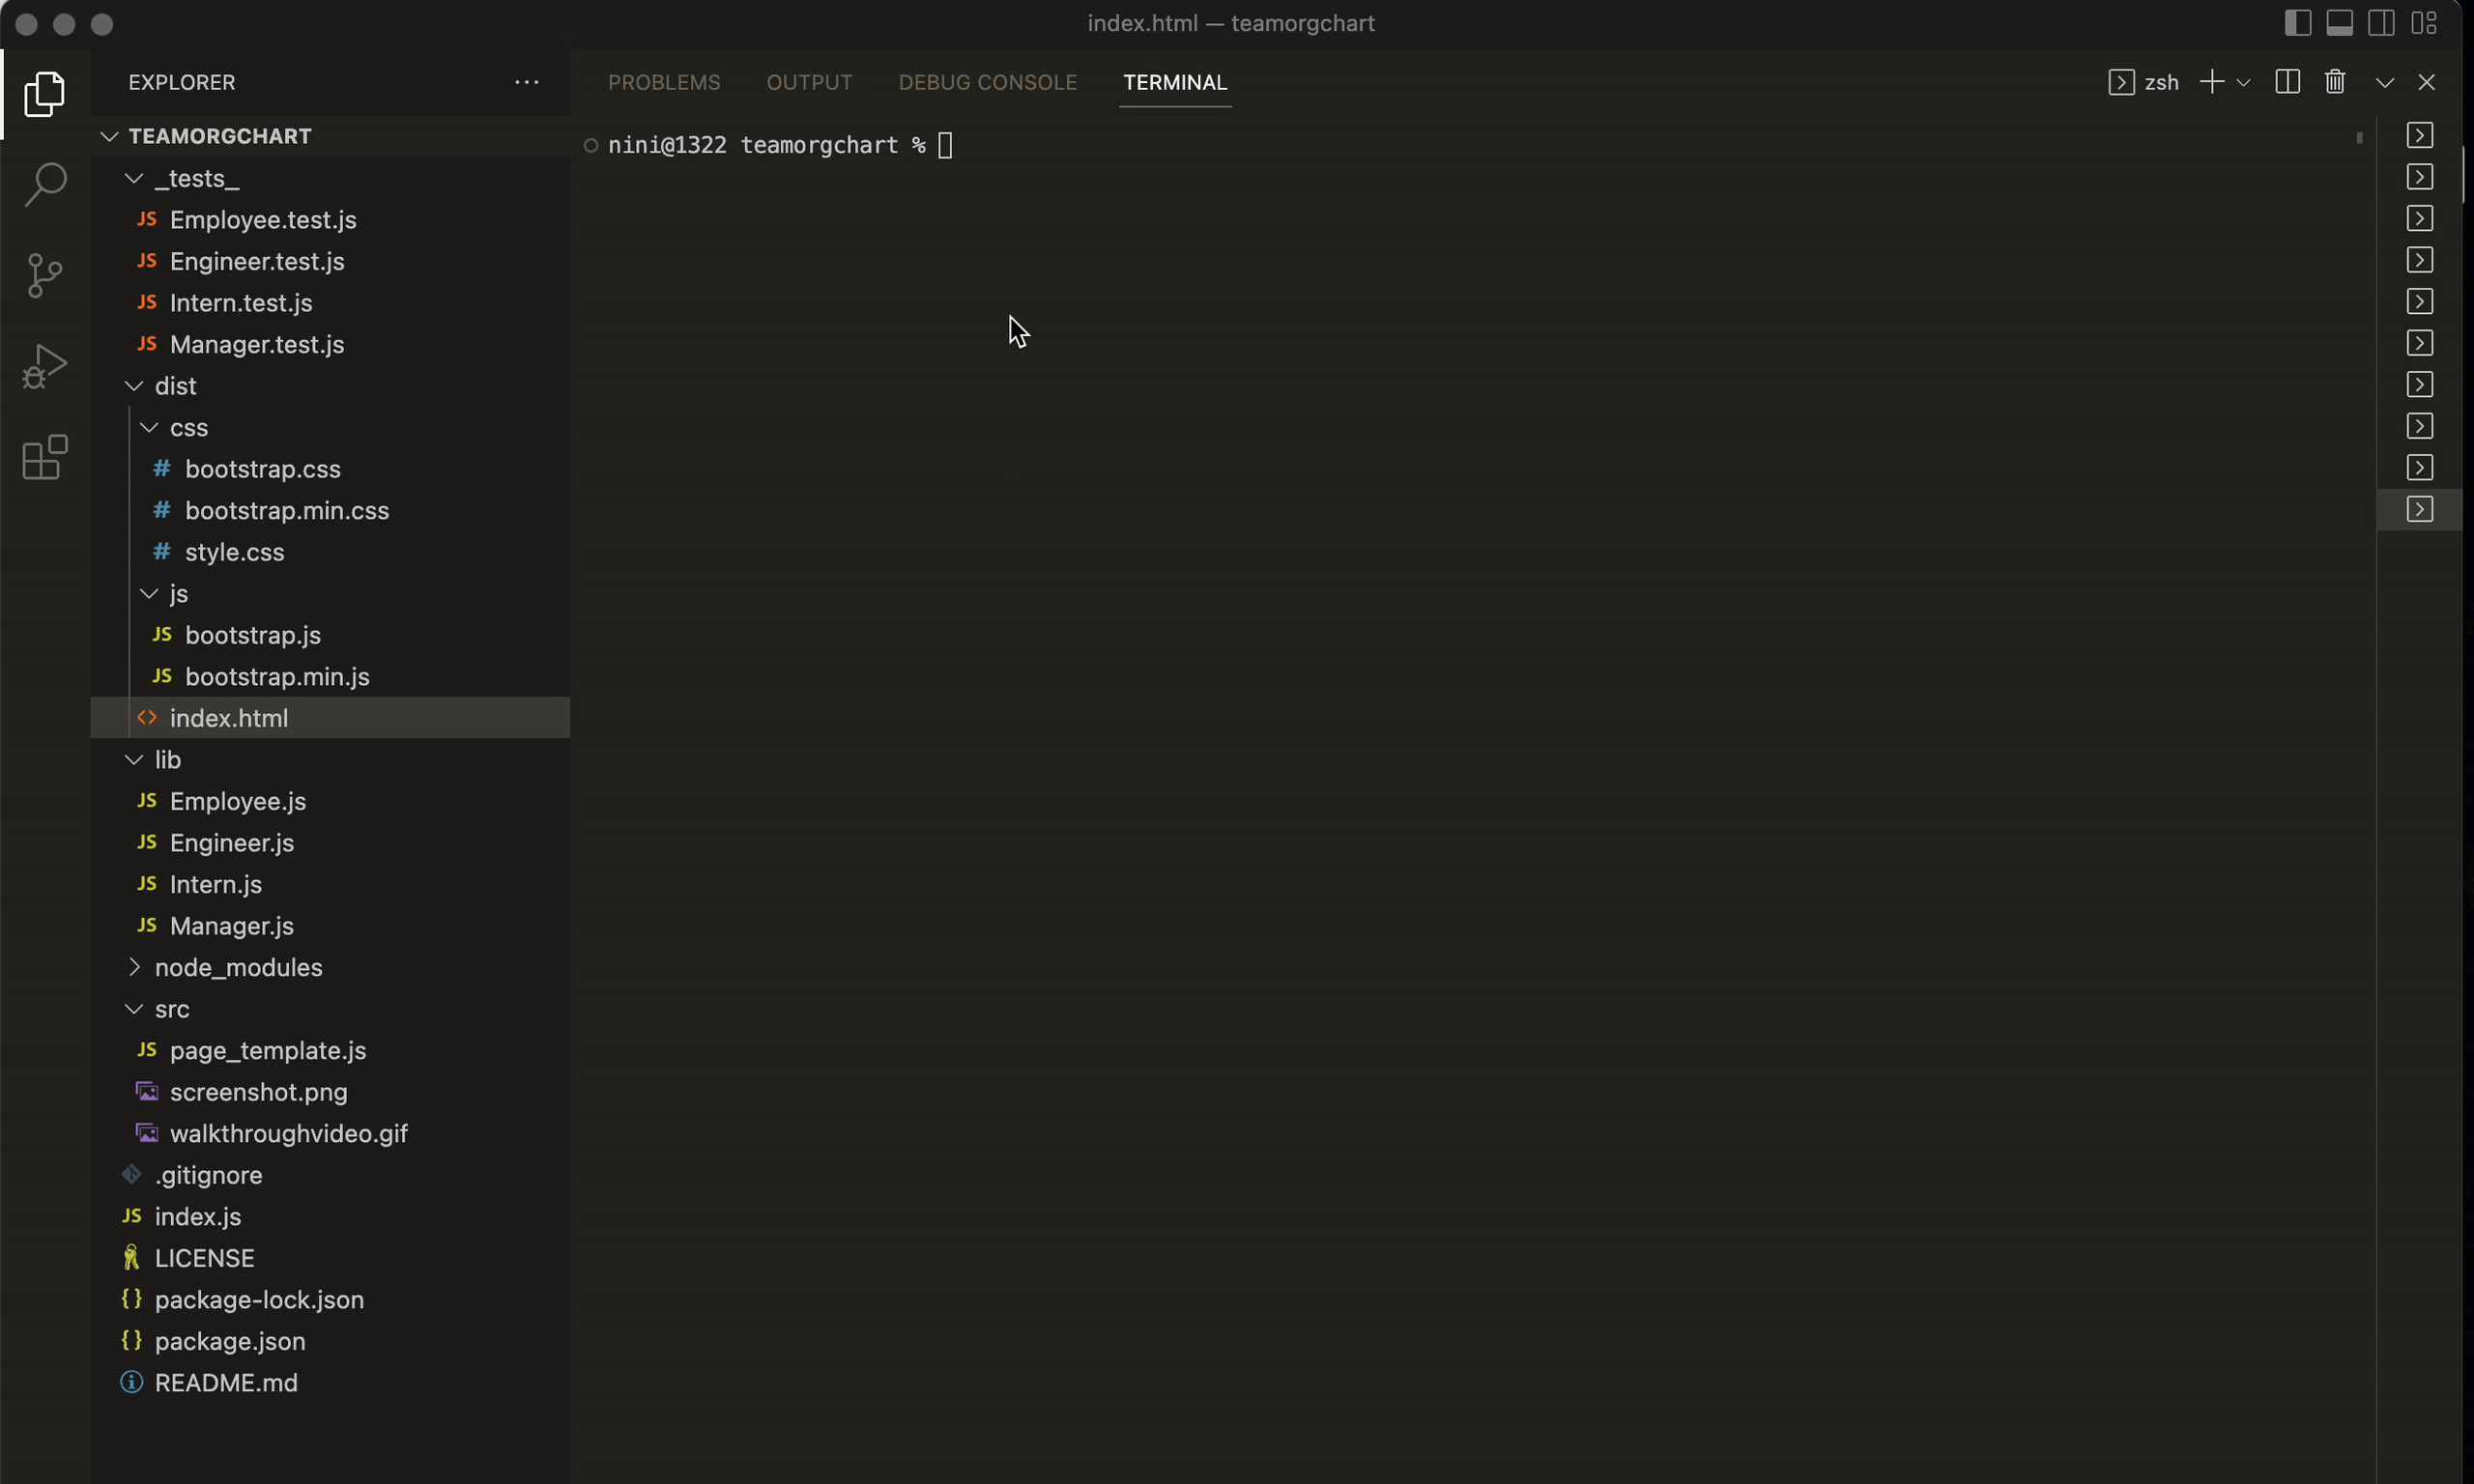 index.html — teamorgchart
EXPLORER
PROBLEMS OUTPUT DEBUG CONSOLE TERMINAL
zsh
TEAMORGCHART
nini@1322 teamorgchart %
_tests_
JS Employee.test.js
JS Engineer.test.js
JS Intern.test.js
JS Manager.test.js
dist
css
# bootstrap.css
# bootstrap.min.css
# style.css
js
JS bootstrap.js
JS bootstrap.min.js
<> index.html
lib
JS Employee.js
JS Engineer.js
JS Intern.js
JS Manager.js
node_modules
src
JS page_template.js
screenshot.png
walkthroughvideo.gif
.gitignore
JS index.js
LICENSE
{} package-lock.json
{} package.json
README.md